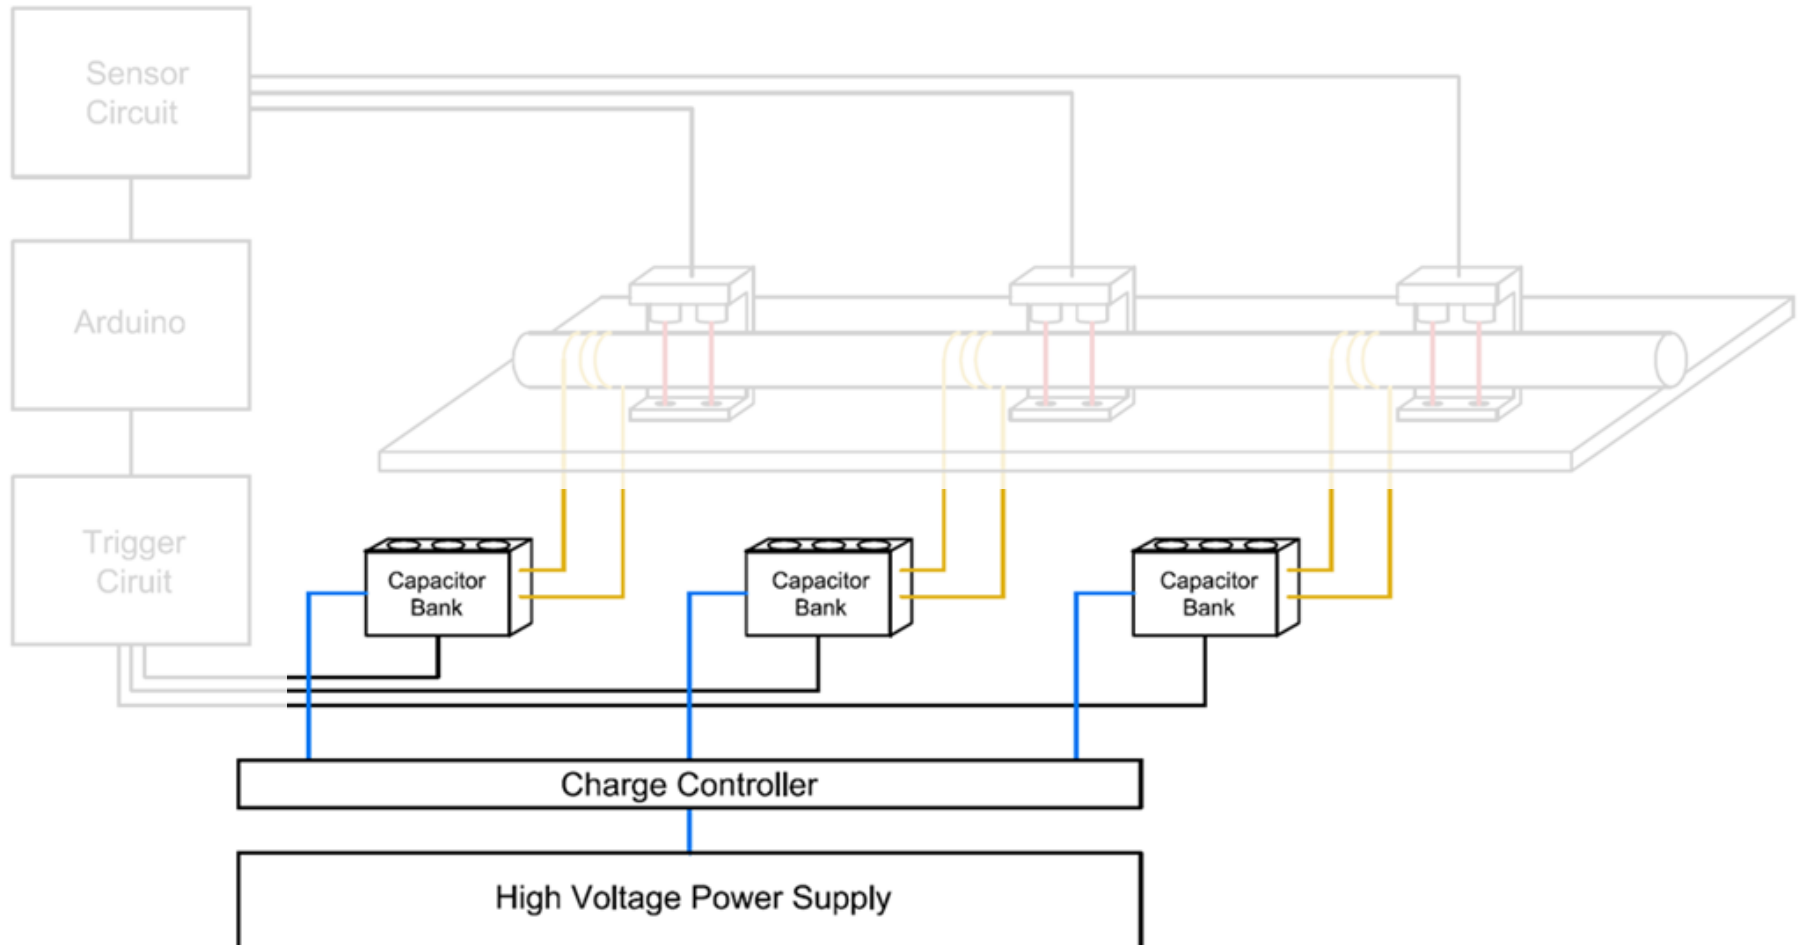 Sensor
Circuit
Arduino
Trigger
Ciruit
Capacitor
Bank
Capacitor
Bank
Capacitor
Bank
Charge Controller
High Voltage Power Supply